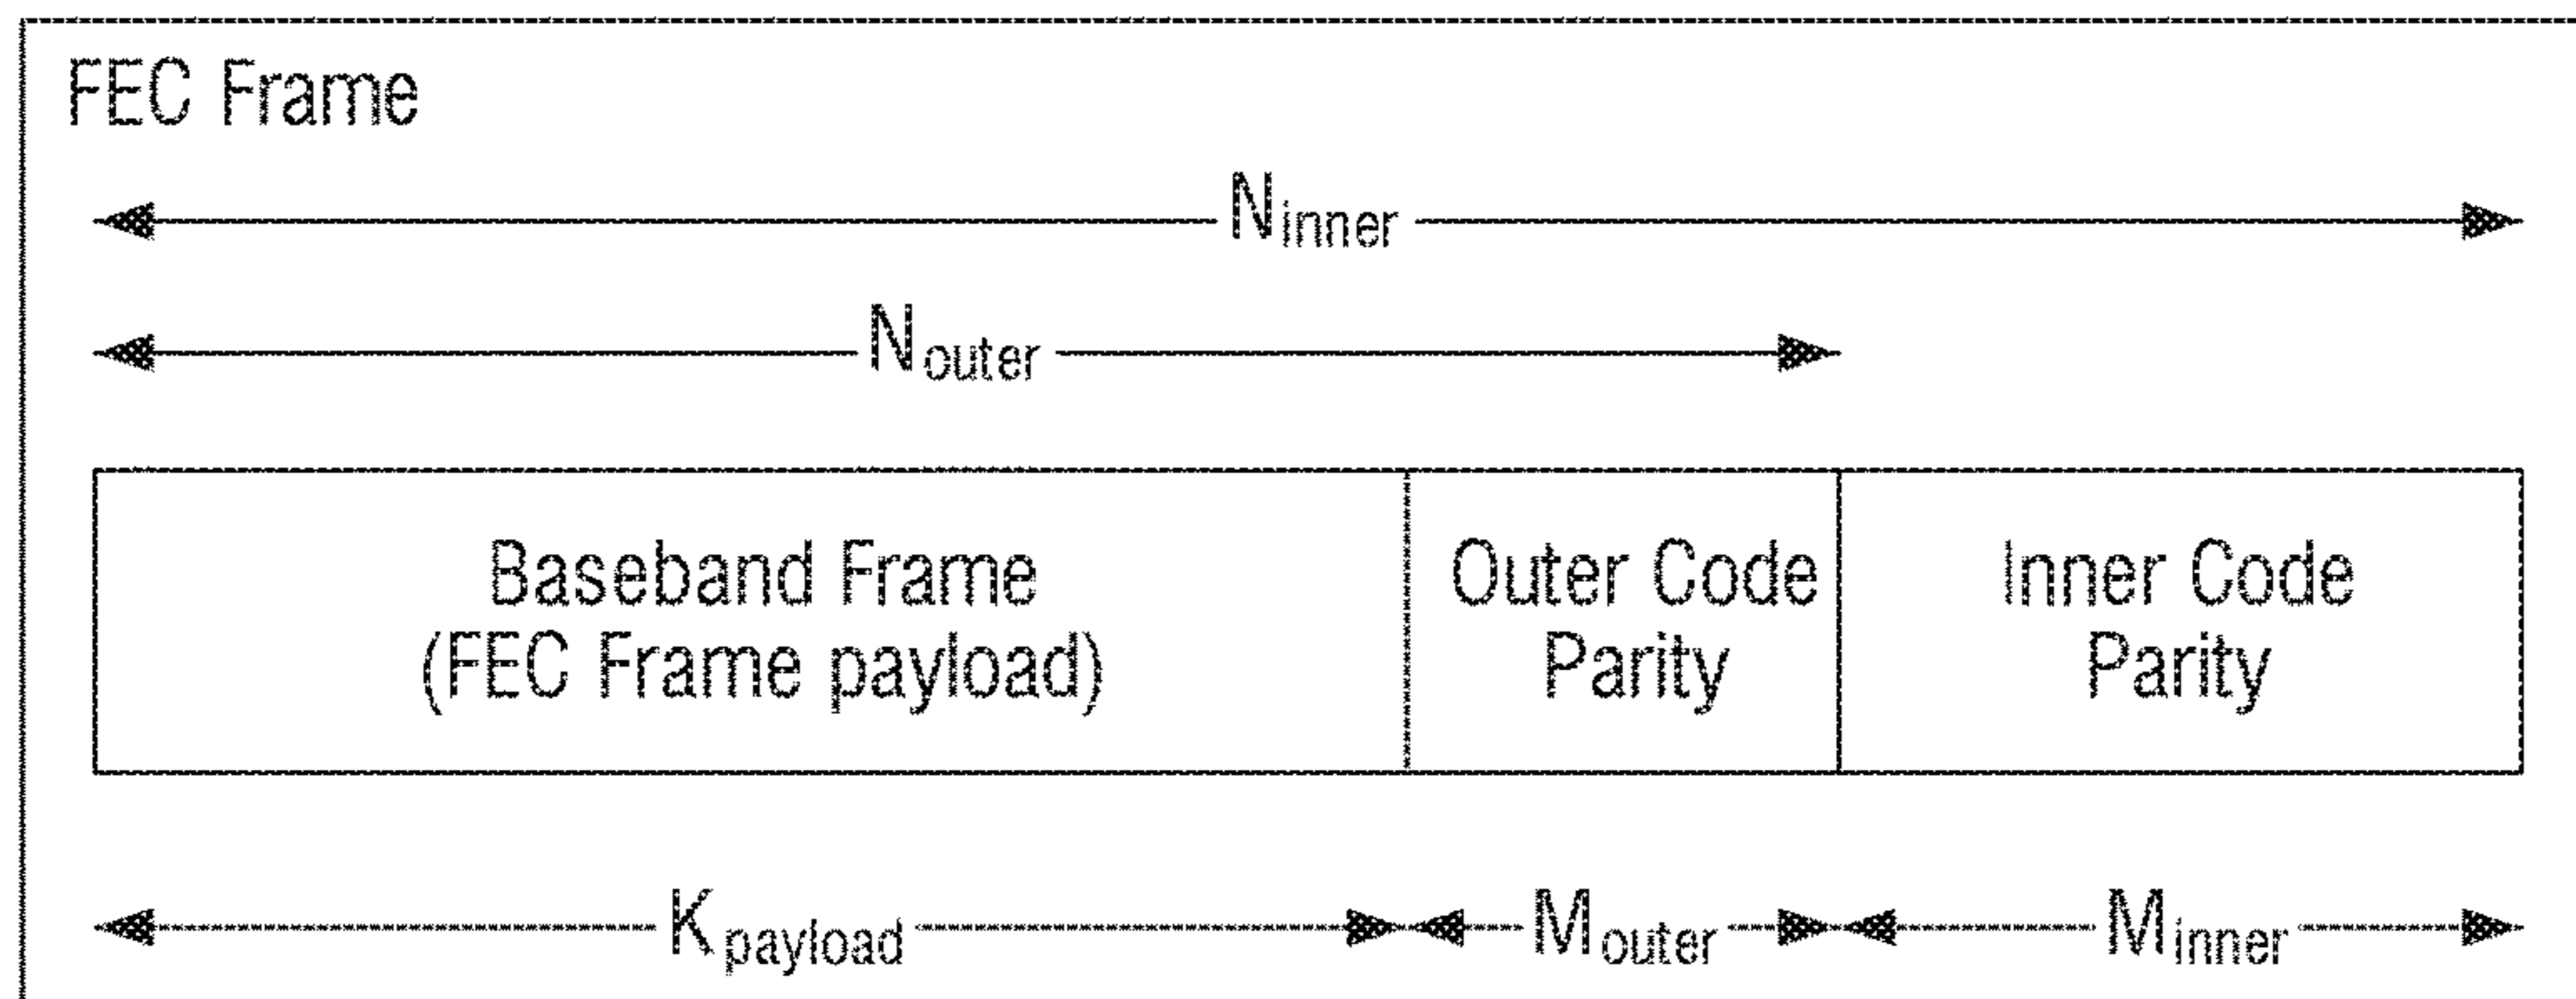 FEC Frame
Ninner
Nouter
Baseband Frame
(FEC Frame payload)
Outer Code
Parity
Inner Code
Parity
Kpayload
Mouter
Minner